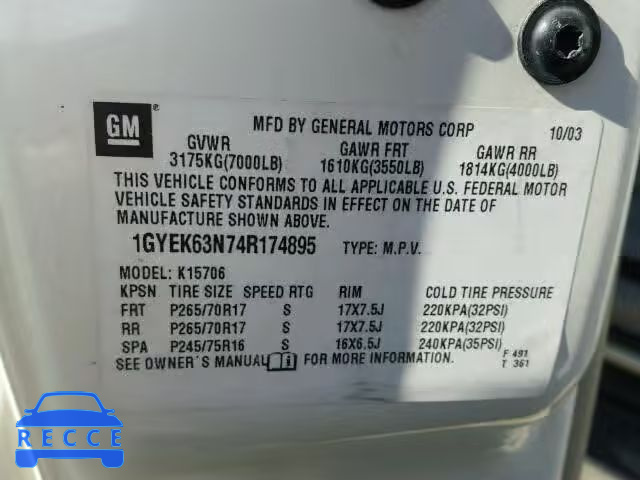 GM ® MFD BY GENERAL MOTORS CORP 10/03
GVWR GAWR FRT GAWR RR
3175KG(7000LB) 1610KG(3550LB) 1814KG(4000LB)
THIS VEHICLE CONFORMS TO ALL APPLICABLE U.S. FEDERAL MOTOR
VEHICLE SAFETY STANDARDS IN EFFECT ON THE DATE OF
MANUFACTURE SHOWN ABOVE.
1GYEK63N74R174895 TYPE: M.P.V.
MODEL: K15706
KPSN TIRE SIZE SPEED RTG RIM COLD TIRE PRESSURE
FRT P265/70R17 S 17X7.5J 220KPA(32PSI)
RR P265/70R17 S 17X7.5J 220KPA(32PSI)
SPA P245/75R16 S 16X6.5J 240KPA(35PSI)
SEE OWNER'S MANUAL FOR MORE INFORMATION. F 491
T 361
RECCE